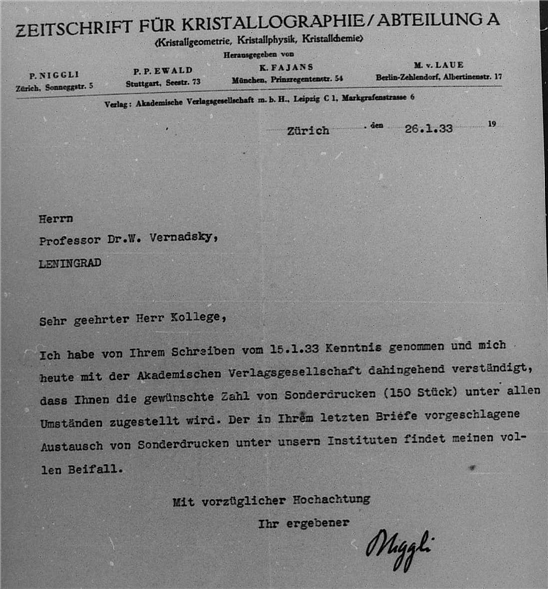 ZEITSCHRIFT FÜR KRISTALLOGRAPHIE/ABTEILUNG A
(Kristallgeometrie, Kristallphysik, Kristallchemie)
Herausgegeben von
P. NIGGLI
Zürich, Sonneggstr. 5
P. P. EWALD
Stuttgart, Seestr. 73
K. FAJANS
München, Prinzregentenstr. 54
M. v. LAUE
Berlin-Zehlendorf, Albertinenstr. 17
Verlag: Akademische Verlagsgesellschaft m. b. H., Leipzig C 1, Markgrafenstrasse 6
Zürich den 26.1.33 19
Herrn
Professor Dr.W. Vernadsky,
LENINGRAD
Sehr geehrter Herr Kollege,
Ich habe von Ihrem Schreiben vom 15.1.33 Kenntnis genommen und mich
heute mit der Akademischen Verlagsgesellschaft dahingehend verständigt,
dass Ihnen die gewünschte Zahl von Sonderdrucken (150 Stück) unter allen
Umständen zugestellt wird. Der in Ihrem letzten Briefe vorgeschlagene
Austausch von Sonderdrucken unter unsern Instituten findet meinen vol-
len Beifall.
Mit vorzüglicher Hochachtung
Ihr ergebener
Niggli